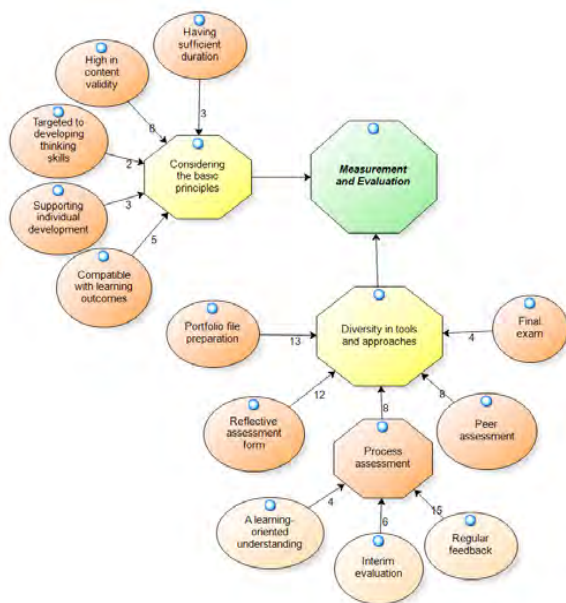 Having
sufficient
duration
High in
content
validity
3
6
Targeted to
developing
thinking
skills
2
Considering
the basic
principles
Measurement
and Evaluation
Supporting
individual
development
3
5
Compatible
with learning
outcomes
Portfolio file
preparation
13
Diversity in tools
and approaches
4
Final
exam
12
8
8
Reflective
assessment
form
Process
assessment
Peer
assessment
A learning-
oriented
understanding
4
6
15
Interim
evaluation
Regular
feedback